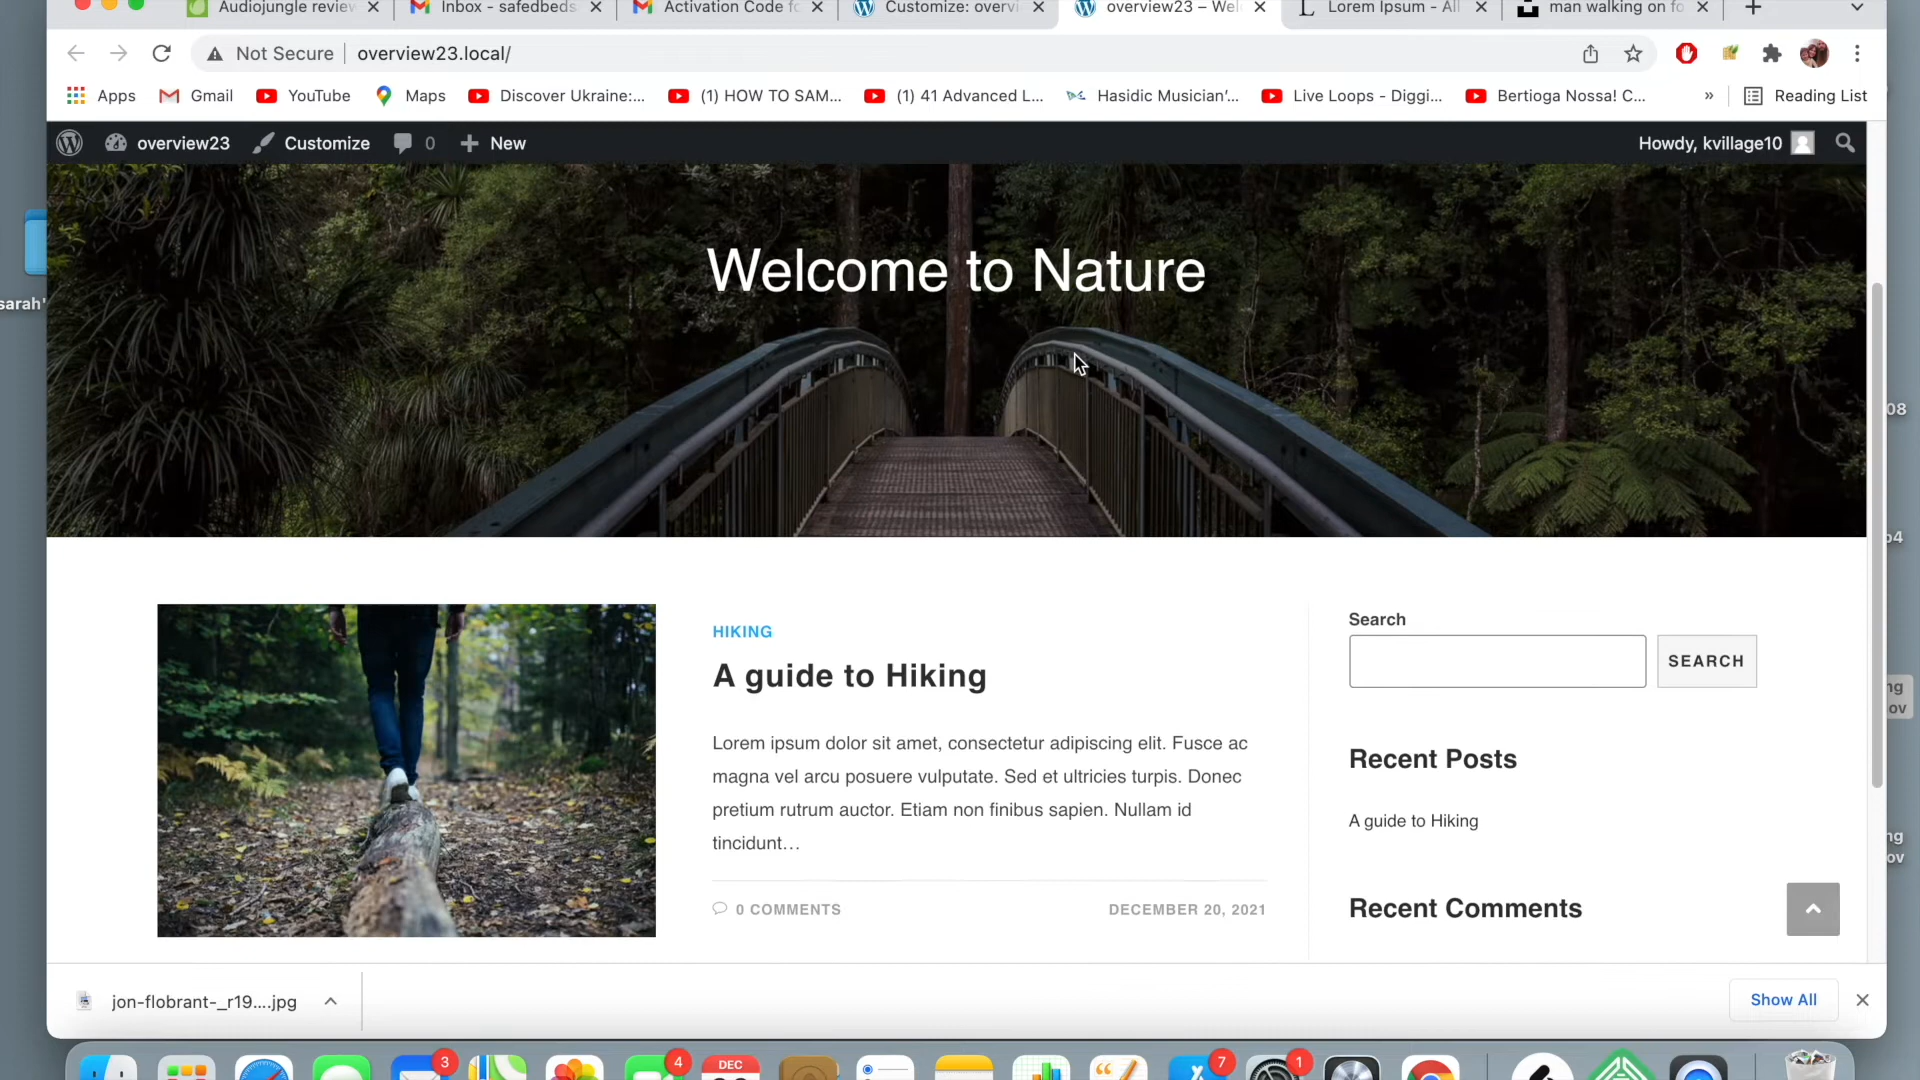 Audiojungle review
Inbox - safedbeds
Activation Code fo
Customize: overvi
overview23 – Wel
Lorem Ipsum - All
man walking on fo
Not Secure
overview23.local/
Apps
Gmail
YouTube
Maps
Discover Ukraine:...
(1) HOW TO SAM...
(1) 41 Advanced L...
Hasidic Musician'...
Live Loops - Diggi...
Bertioga Nossa! C...
»
Reading List
overview23
Customize
0
New
Howdy, kvillage10
Welcome to Nature
sarah'
08
HIKING
A guide to Hiking
Lorem ipsum dolor sit amet, consectetur adipiscing elit. Fusce ac
magna vel arcu posuere vulputate. Sed et ultricies turpis. Donec
pretium rutrum auctor. Etiam non finibus sapien. Nullam id
tincidunt…
0 COMMENTS
DECEMBER 20, 2021
Search
SEARCH
Recent Posts
A guide to Hiking
Recent Comments
ng
ov
ng
ov
jon-flobrant-_r19....jpg
Show All
3
4
DEC
7
1